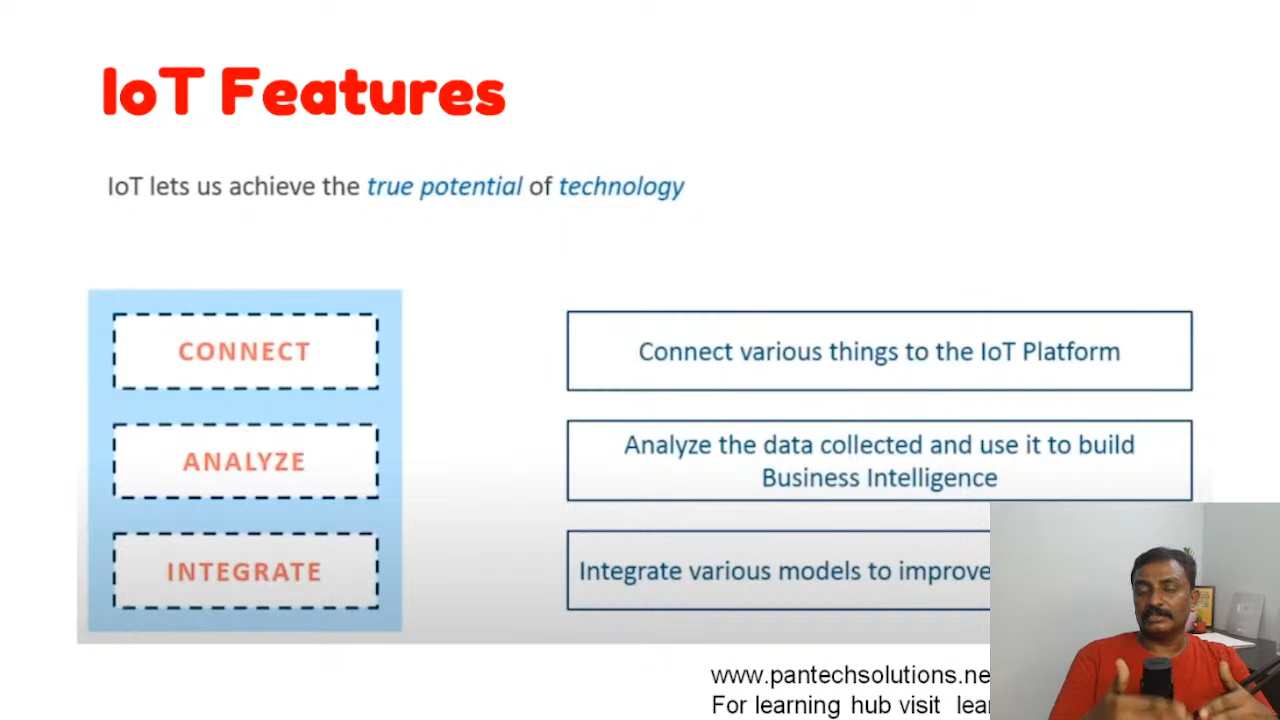 IoT Features
IoT lets us achieve the true potential of technology
CONNECT
Connect various things to the IoT Platform
ANALYZE
Analyze the data collected and use it to build
Business Intelligence
INTEGRATE
Integrate various models to improve
www.pantechsolutions.ne
For learning hub visit